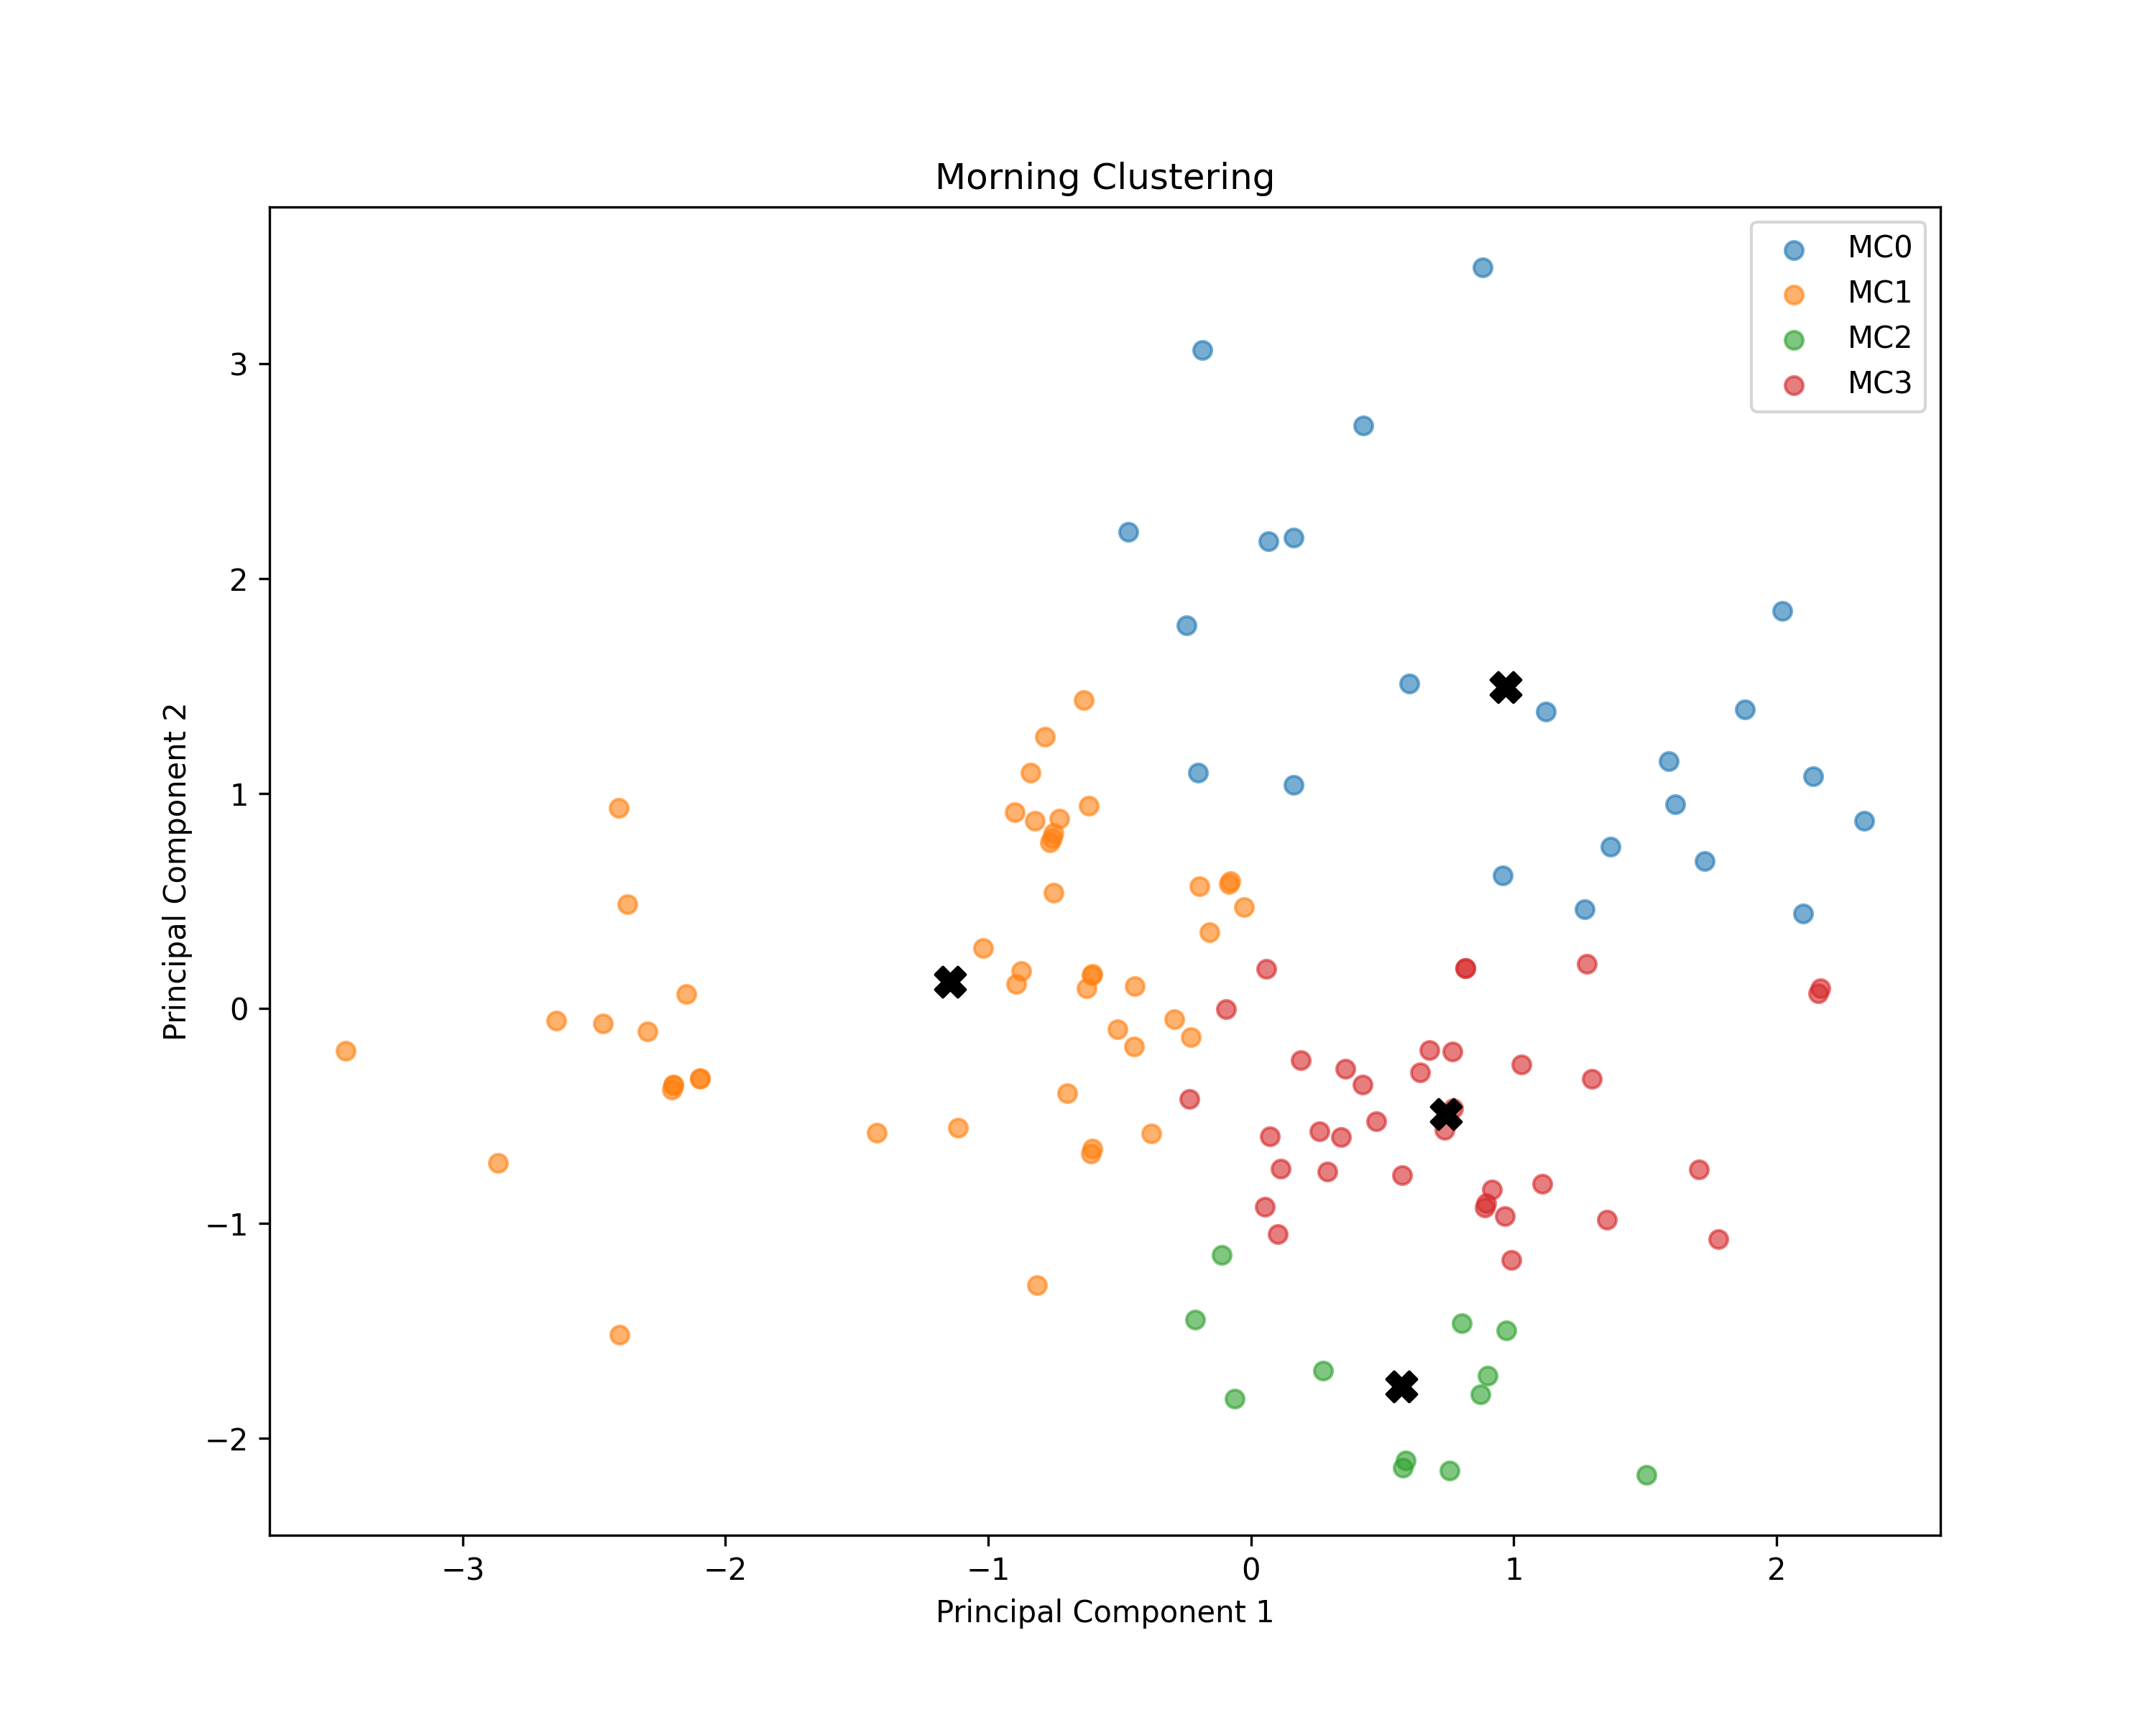 Morning Clustering
MC0
MC1
MC2
MC3
Principal Component 2
3
2
1
0
−1
−2
−3
−2
−1
0
1
2
Principal Component 1